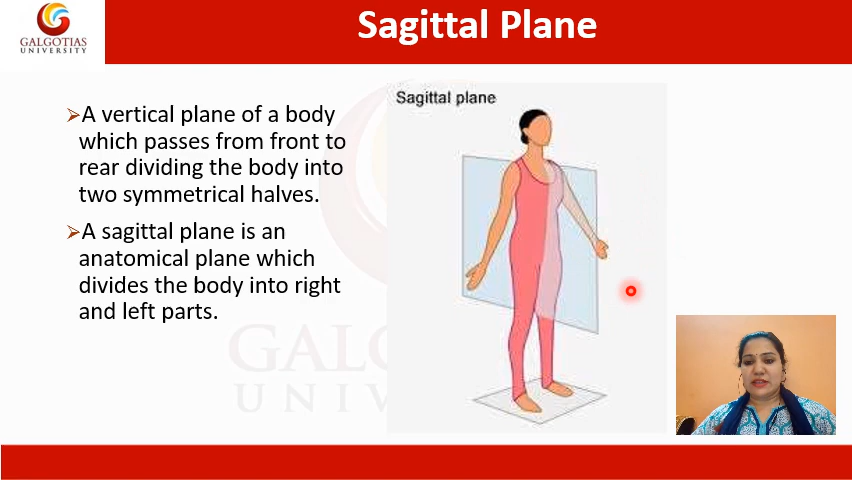 Sagittal Plane
GALGOTIAS
UNIVERSITY
➢A vertical plane of a body
which passes from front to
rear dividing the body into
two symmetrical halves.
➢A sagittal plane is an
anatomical plane which
divides the body into right
and left parts.
Sagittal plane